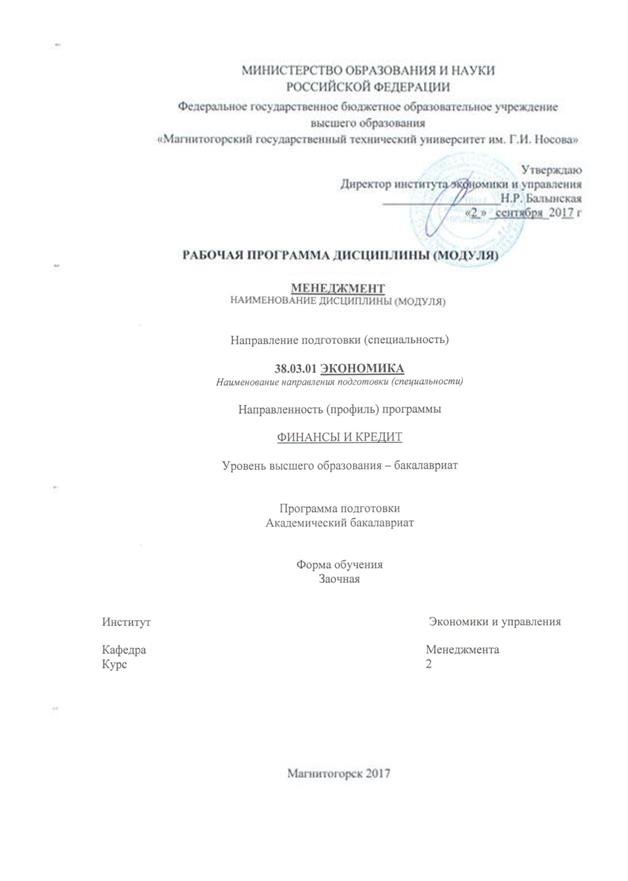 МИНИСТЕРСТВО ОБРАЗОВАНИЯ И НАУКИ
РОССИЙСКОЙ ФЕДЕРАЦИИ
Федеральное государственное бюджетное образовательное учреждение
высшего образования
«Магнитогорский государственный технический университет им. Г.И. Носова»
Утверждаю
Директор института экономики и управления
Н.Р. Балынская
«2 » сентября 2017 г
РАБОЧАЯ ПРОГРАММА ДИСЦИПЛИНЫ (МОДУЛЯ)
МЕНЕДЖМЕНТ
НАИМЕНОВАНИЕ ДИСЦИПЛИНЫ (МОДУЛЯ)
Направление подготовки (специальность)
38.03.01 ЭКОНОМИКА
Наименование направления подготовки (специальности)
Направленность (профиль) программы
ФИНАНСЫ И КРЕДИТ
Уровень высшего образования – бакалавриат
Программа подготовки
Академический бакалавриат
Форма обучения
Заочная
Институт Экономики и управления
Кафедра Менеджмента
Курс 2
Магнитогорск 2017